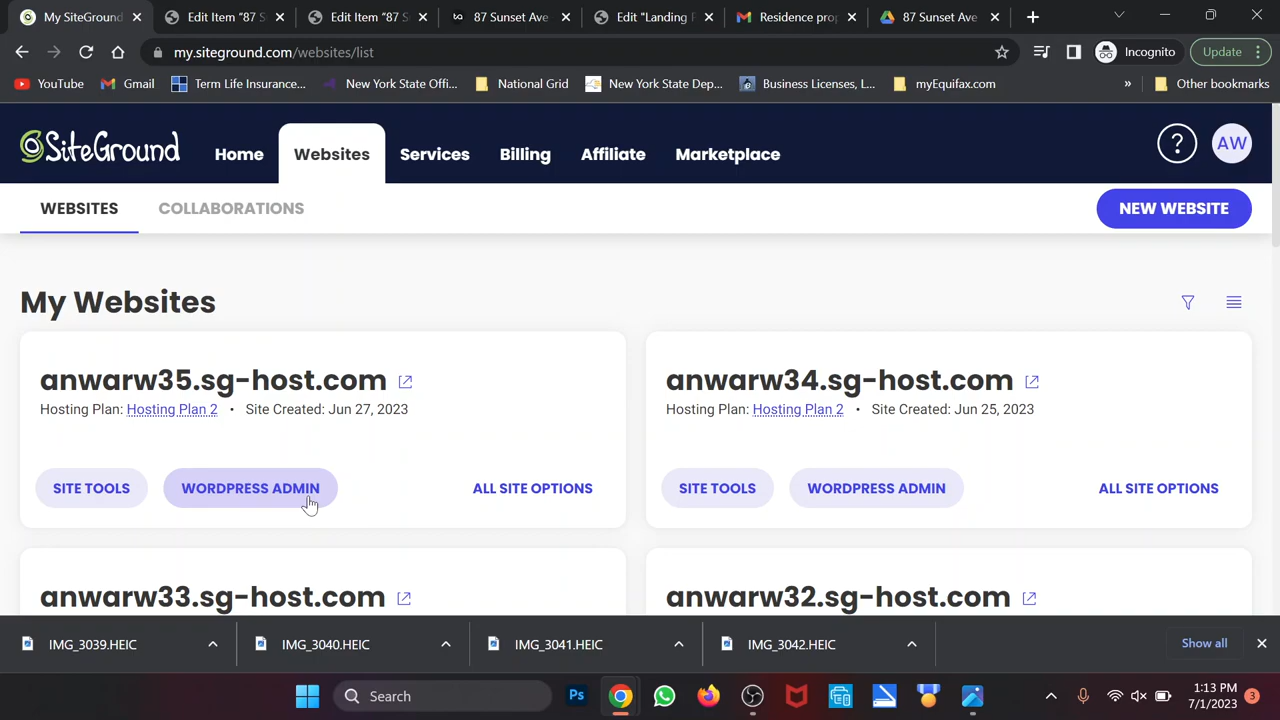 My SiteGround
Edit Item "87 S
Edit Item "87 S
87 Sunset Ave
Edit "Landing P
Residence prop
87 Sunset Ave
my.siteground.com/websites/list
Incognito
Update
YouTube
Gmail
Term Life Insurance...
New York State Offi...
National Grid
New York State Dep...
Business Licenses, L...
myEquifax.com
»
Other bookmarks
SiteGround
Home
Websites
Services
Billing
Affiliate
Marketplace
?
AW
WEBSITES
COLLABORATIONS
NEW WEBSITE
My Websites
anwarw35.sg-host.com
Hosting Plan: Hosting Plan 2 • Site Created: Jun 27, 2023
SITE TOOLS
WORDPRESS ADMIN
ALL SITE OPTIONS
anwarw34.sg-host.com
Hosting Plan: Hosting Plan 2 • Site Created: Jun 25, 2023
SITE TOOLS
WORDPRESS ADMIN
ALL SITE OPTIONS
anwarw33.sg-host.com
anwarw32.sg-host.com
IMG_3039.HEIC
IMG_3040.HEIC
IMG_3041.HEIC
IMG_3042.HEIC
Show all
Search
Ps
1:13 PM
7/1/2023
3